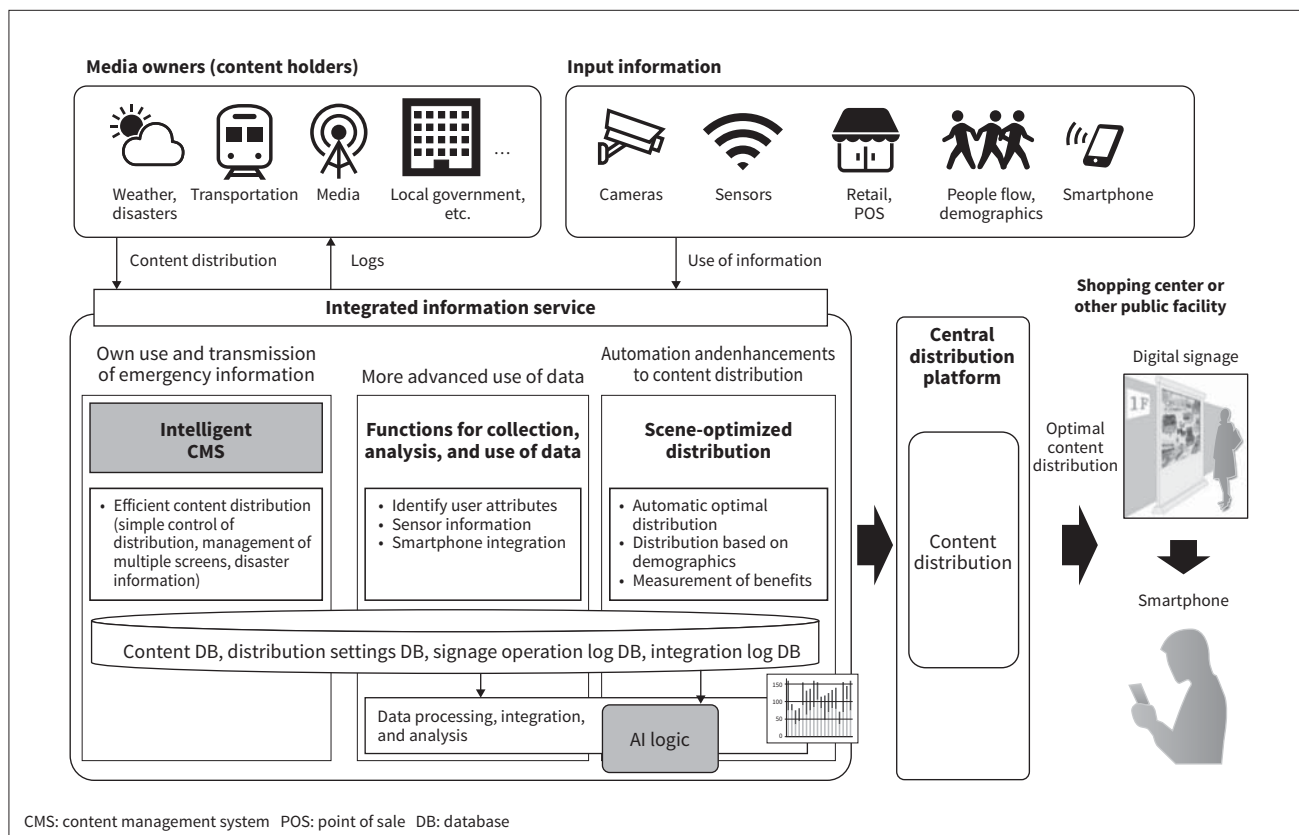 Media owners (content holders)
Weather,
disasters
Transportation
Media
Local government,
etc.
...
Input information
Cameras
Sensors
Retail,
POS
People flow,
demographics
Smartphone
Content distribution
Logs
Use of information
Integrated information service
Own use and transmission
of emergency information
Intelligent
CMS
• Efficient content distribution
(simple control of
distribution, management of
multiple screens, disaster
information)
More advanced use of data
Functions for collection,
analysis, and use of data
• Identify user attributes
• Sensor information
• Smartphone integration
Automation andenhancements
to content distribution
Scene-optimized
distribution
• Automatic optimal
distribution
• Distribution based on
demographics
• Measurement of benefits
Content DB, distribution settings DB, signage operation log DB, integration log DB
Data processing, integration,
and analysis
AI logic
150
100
50
0
Central
distribution
platform
Content
distribution
Optimal
content
distribution
Shopping center or
other public facility
Digital signage
1F
Smartphone
CMS: content management system POS: point of sale DB: database